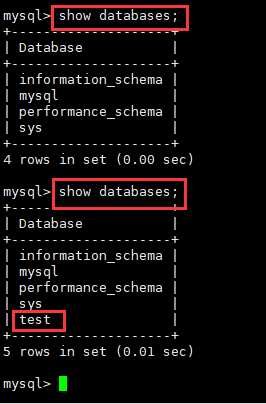 mysql> show databases;
+--------------------+
| Database           |
+--------------------+
| information_schema |
| mysql              |
| performance_schema |
| sys                |
+--------------------+
4 rows in set (0.00 sec)
mysql> show databases;
+--------------------+
| Database           |
+--------------------+
| information_schema |
| mysql              |
| performance_schema |
| sys                |
| test               |
+--------------------+
5 rows in set (0.01 sec)
mysql>